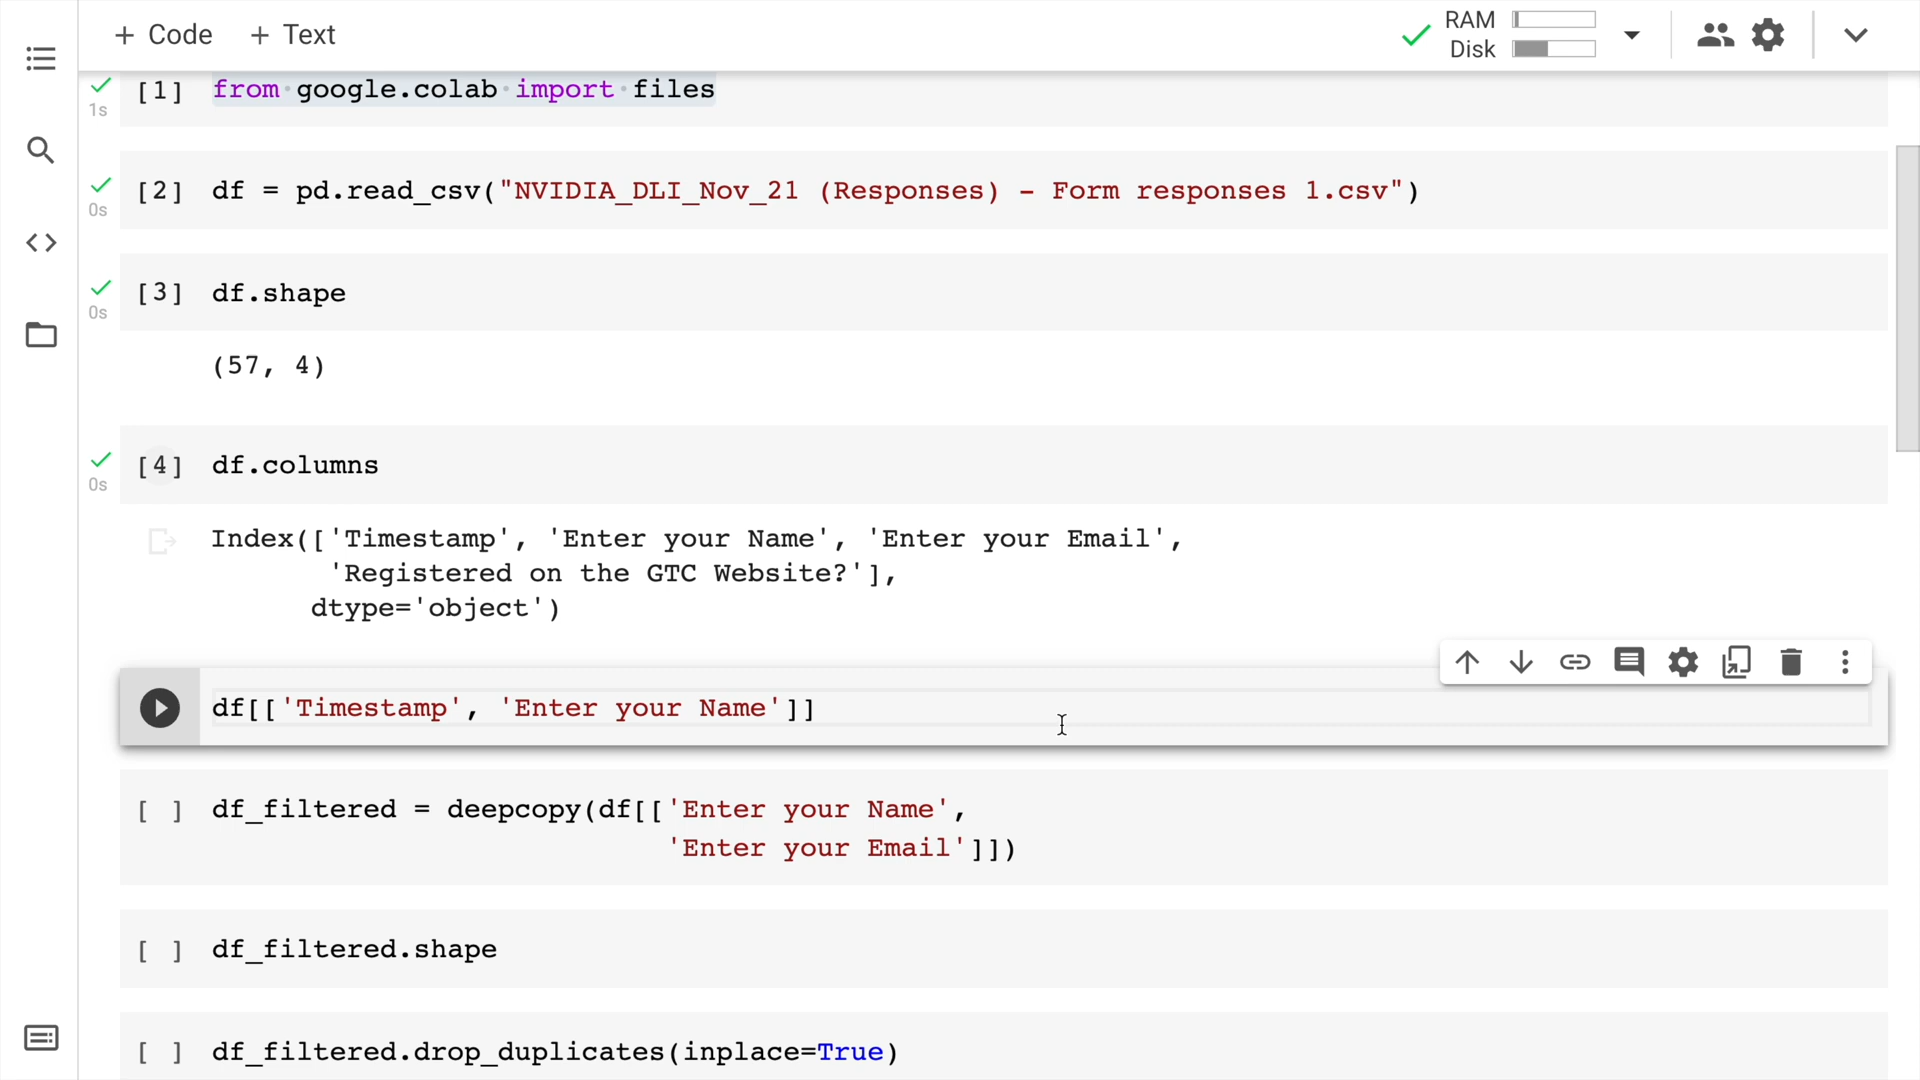 + Code + Text
RAM
Disk
[1] from google.colab import files
1s
[2] df = pd.read_csv("NVIDIA_DLI_Nov_21 (Responses) - Form responses 1.csv")
0s
[3] df.shape
0s
(57, 4)
[4] df.columns
0s
Index(['Timestamp', 'Enter your Name', 'Enter your Email',
'Registered on the GTC Website?'],
dtype='object')
df[['Timestamp', 'Enter your Name']]
[ ] df_filtered = deepcopy(df[['Enter your Name',
'Enter your Email']])
[ ] df_filtered.shape
[ ] df_filtered.drop_duplicates(inplace=True)